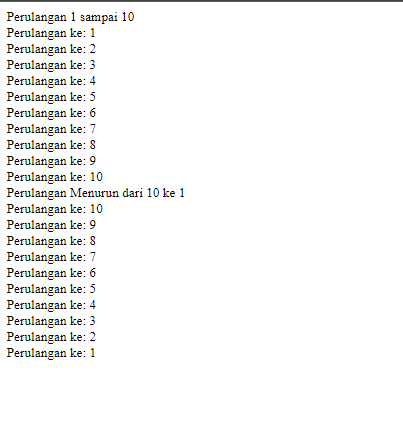 Perulangan 1 sampai 10
Perulangan ke: 1
Perulangan ke: 2
Perulangan ke: 3
Perulangan ke: 4
Perulangan ke: 5
Perulangan ke: 6
Perulangan ke: 7
Perulangan ke: 8
Perulangan ke: 9
Perulangan ke: 10
Perulangan Menurun dari 10 ke 1
Perulangan ke: 10
Perulangan ke: 9
Perulangan ke: 8
Perulangan ke: 7
Perulangan ke: 6
Perulangan ke: 5
Perulangan ke: 4
Perulangan ke: 3
Perulangan ke: 2
Perulangan ke: 1